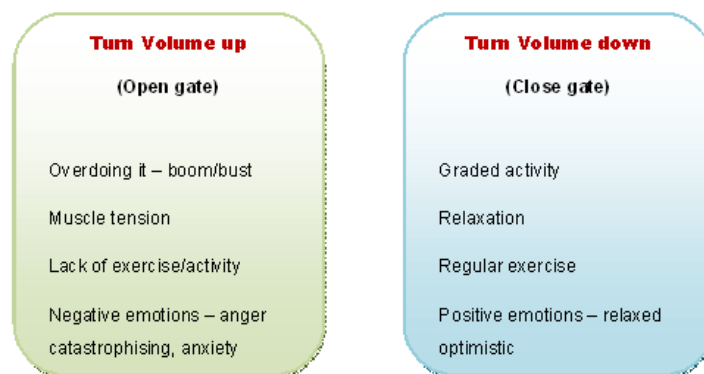 Turn Volume up
(Open gate)
Overdoing it – boom/bust
Muscle tension
Lack of exercise/activity
Negative emotions – anger
catastrophising, anxiety
Turn Volume down
(Close gate)
Graded activity
Relaxation
Regular exercise
Positive emotions – relaxed
optimistic